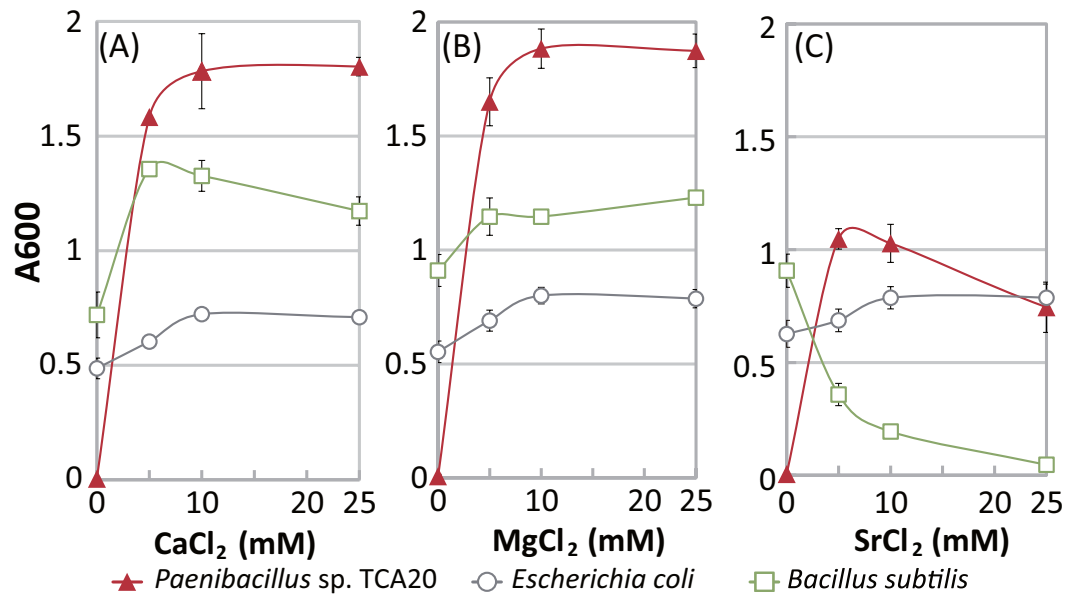 (A)
(B)
(C)
2
1.5
1
0.5
0
2
1.5
1
0.5
0
2
1.5
1
0.5
0
A600
0 10 20 25
0 10 20 25
0 10 20 25
CaCl₂ (mM)
MgCl₂ (mM)
SrCl₂ (mM)
Paenibacillus sp. TCA20
Escherichia coli
Bacillus subtilis